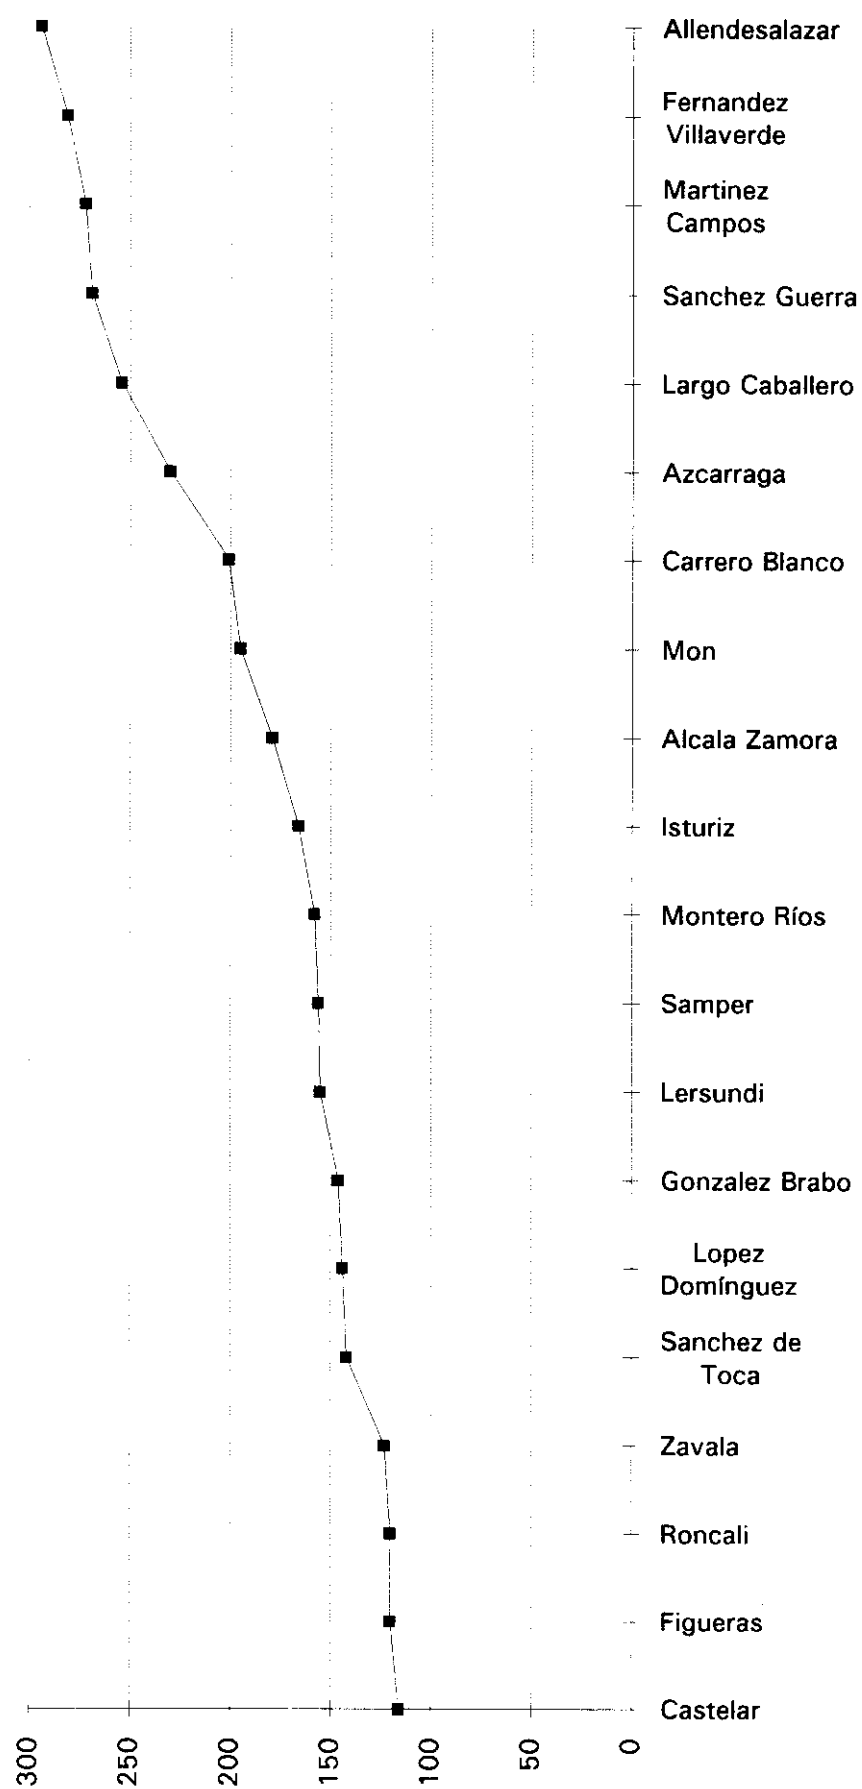 Allendesalazar
Fernandez
Villaverde
Martinez
Campos
Sanchez Guerra
Largo Caballero
Azcarraga
Carrero Blanco
Mon
Alcala Zamora
Isturiz
Montero Ríos
Samper
Lersundi
Gonzalez Brabo
Lopez
Domínguez
Sanchez de
Toca
Zavala
Roncali
Figueras
Castelar
300
250
200
150
100
50
0